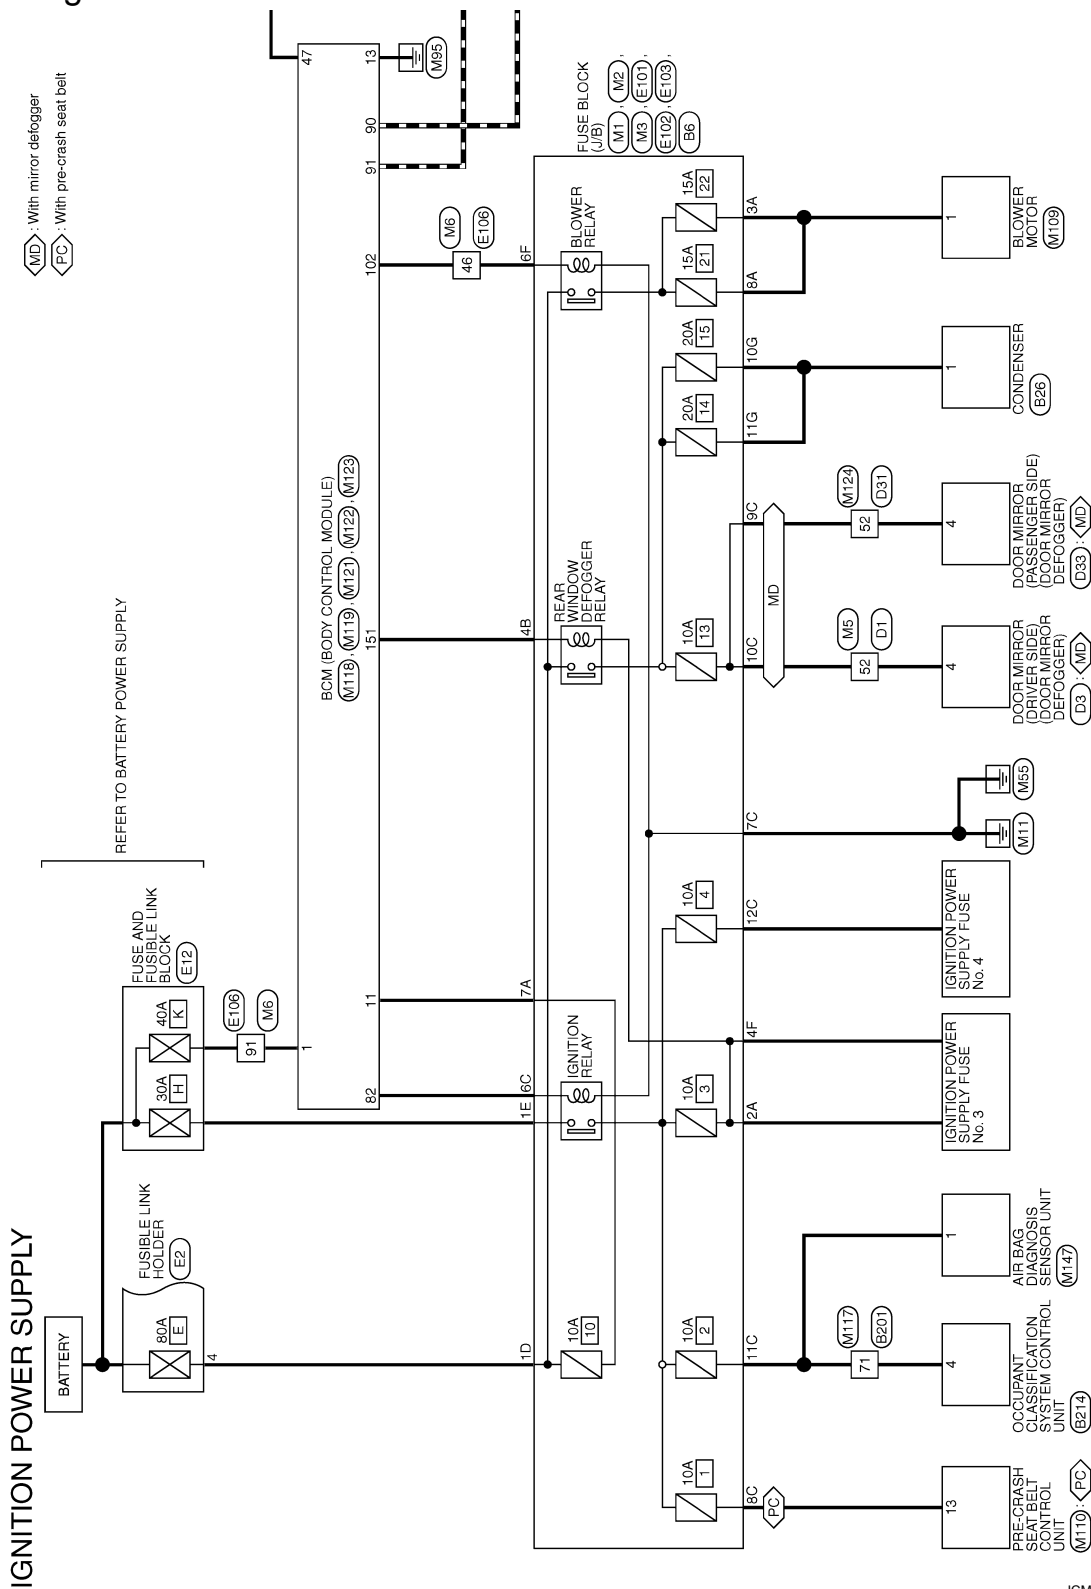 IGNITION POWER SUPPLY
BATTERY
80A
E
4
FUSIBLE LINK
HOLDER
E2
30A
H
40A
K
FUSE AND
FUSIBLE LINK
BLOCK
E12
REFER TO BATTERY POWER SUPPLY
MD : With mirror defogger
PC : With pre-crash seat belt
91
E106
M6
1
47
BCM (BODY CONTROL MODULE)
M118 , M119 , M121 , M122 , M123
82
11
151
102
91
90
13
M95
46
M6
E106
1D
1E
6C
7A
4B
6F
FUSE BLOCK
(J/B)
M1 , M2 ,
M3 , E101 ,
E102 , E103 ,
B6
10A
10
IGNITION
RELAY
REAR
WINDOW
DEFOGGER
RELAY
BLOWER
RELAY
10A
1
10A
2
10A
3
10A
4
10A
13
20A
14
20A
15
15A
21
15A
22
8C
11C
2A
4F
12C
7C
10C
9C
11G
10G
8A
3A
PC
MD
71
M117
B201
52
M5
D1
52
M124
D31
13
PRE-CRASH
SEAT BELT
CONTROL
UNIT
M110 : PC
4
OCCUPANT
CLASSIFICATION
SYSTEM CONTROL
UNIT
B214
1
AIR BAG
DIAGNOSIS
SENSOR UNIT
M147
IGNITION POWER
SUPPLY FUSE
No. 3
IGNITION POWER
SUPPLY FUSE
No. 4
M11
M55
4
DOOR MIRROR
(DRIVER SIDE)
(DOOR MIRROR
DEFOGGER)
D3 : MD
4
DOOR MIRROR
(PASSENGER SIDE)
(DOOR MIRROR
DEFOGGER)
D33 : MD
1
CONDENSER
B26
1
BLOWER
MOTOR
M109